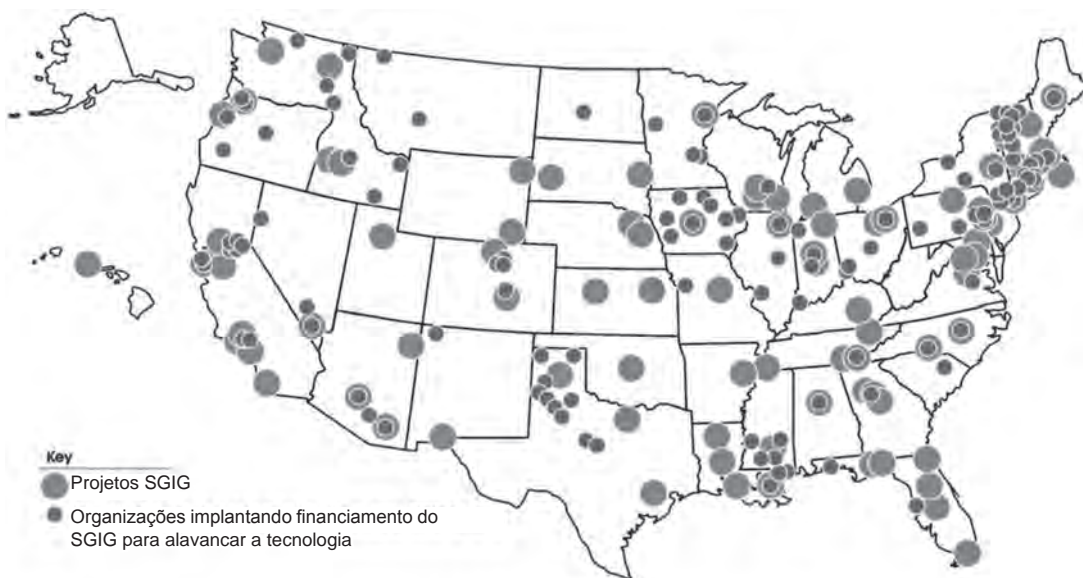 Key
Projetos SGIG
Organizações implantando financiamento do
SGIG para alavancar a tecnologia